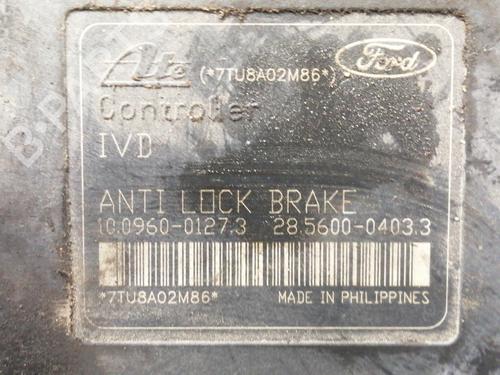 Ate (*7TU8A02M86*) Ford
Controller
IVD
ANTI LOCK BRAKE
10.0960-0127.3 28.5600-0403.3
*7TU8A02M86* MADE IN PHILIPPINES